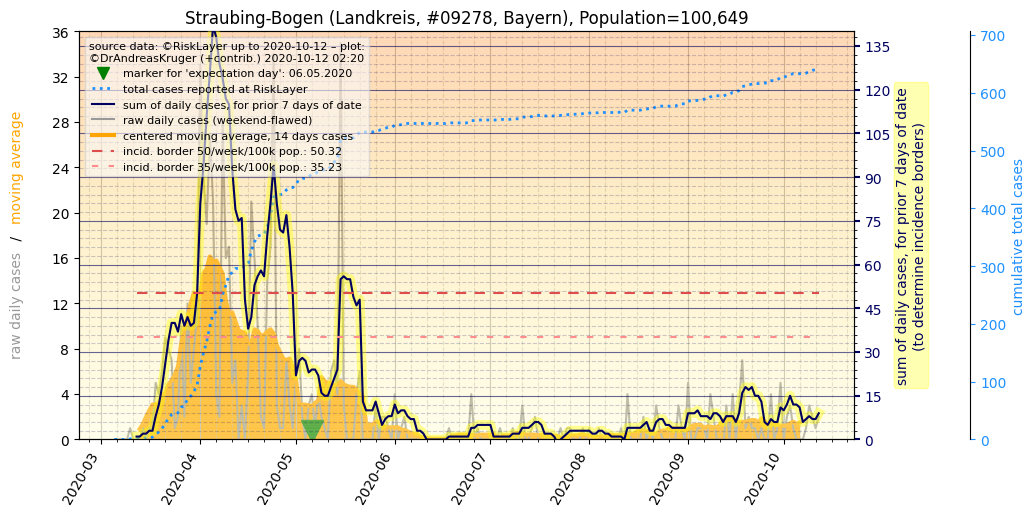 Straubing-Bogen (Landkreis, #09278, Bayern), Population=100,649
source data: ©RiskLayer up to 2020-10-12 – plot:
©DrAndreasKruger (+contrib.) 2020-10-12 02:20
marker for 'expectation day': 06.05.2020
total cases reported at RiskLayer
sum of daily cases, for prior 7 days of date
raw daily cases (weekend-flawed)
centered moving average, 14 days cases
incid. border 50/week/100k pop.: 50.32
incid. border 35/week/100k pop.: 35.23
raw daily cases / moving average
36
32
28
24
20
16
12
8
4
0
2020-03
2020-04
2020-05
2020-06
2020-07
2020-08
2020-09
2020-10
135
120
105
90
75
60
45
30
15
0
sum of daily cases, for prior 7 days of date
(to determine incidence borders)
700
600
500
400
300
200
100
0
cumulative total cases